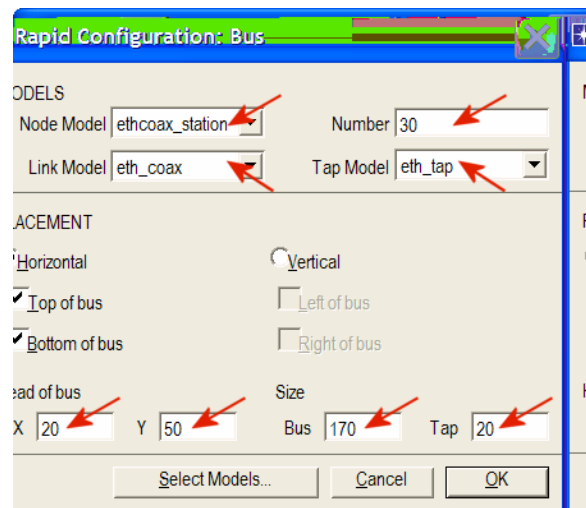 Rapid Configuration: Bus
ODELS
Node Model ethcoax_station Number 30
Link Model eth_coax Tap Model eth_tap
LACEMENT
Horizontal Vertical
Top of bus Left of bus
Bottom of bus Right of bus
ead of bus Size
X 20 Y 50 Bus 170 Tap 20
Select Models... Cancel OK